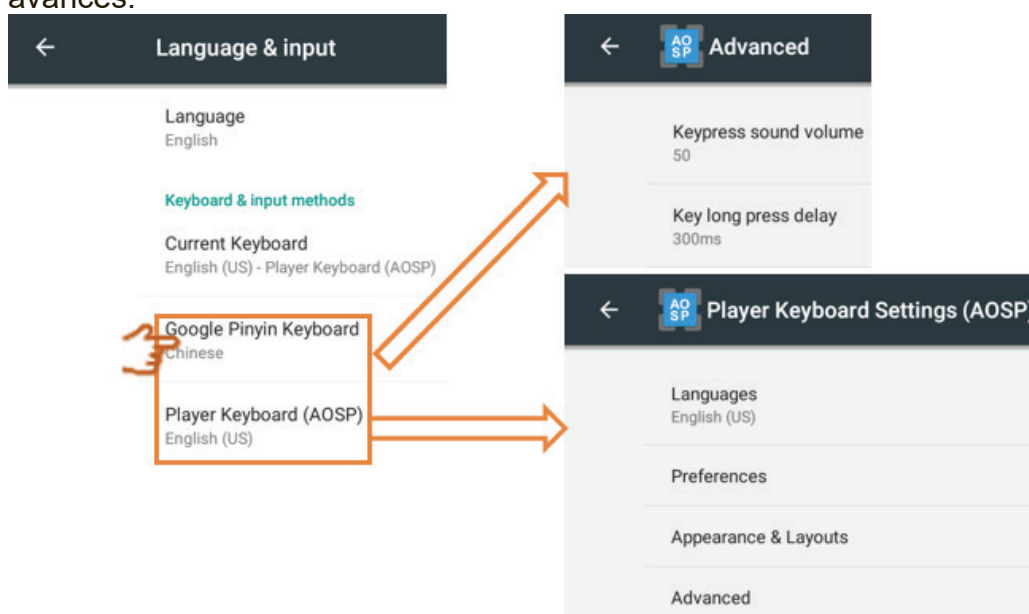 avances.
Language & input
Language
English
Keyboard & input methods
Current Keyboard
English (US) - Player Keyboard (AOSP)
Google Pinyin Keyboard
Chinese
Player Keyboard (AOSP)
English (US)
AO
SP
Advanced
Keypress sound volume
50
Key long press delay
300ms
AO
SP
Player Keyboard Settings (AOSP)
Languages
English (US)
Preferences
Appearance & Layouts
Advanced